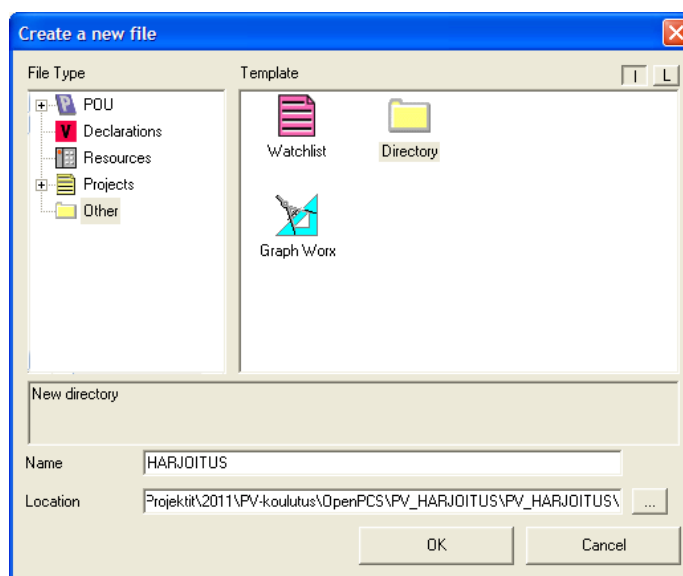 Create a new file
File Type
Template
I L
POU
Declarations
Resources
Projects
Other
Watchlist
Directory
Graph Worx
New directory
Name HARJOITUS
Location Projektit\2011\PV-koulutus\OpenPCS\PV_HARJOITUS\PV_HARJOITUS\ ...
OK Cancel